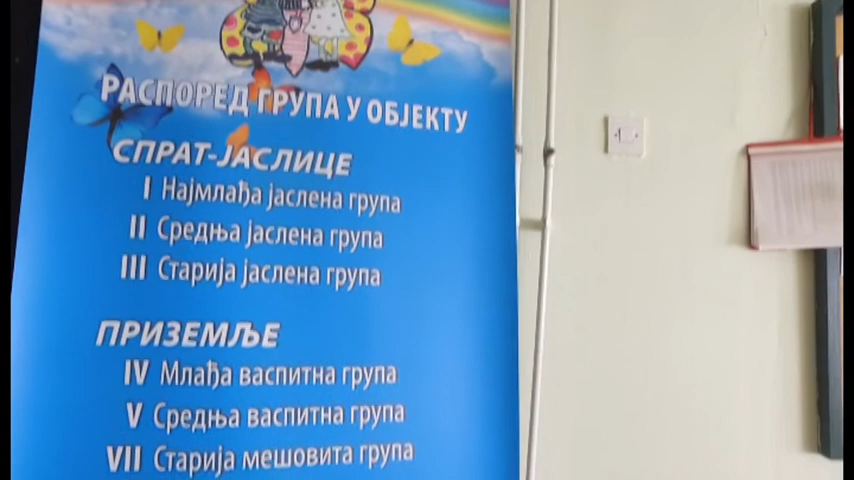 РАСПОРЕД ГРУПА У ОБЈЕКТУ
СПРАТ-ЈАСЛИЦЕ
I Најмлађа јаслена група
II Средња јаслена група
III Старија јаслена група
ПРИЗЕМЉЕ
IV Млађа васпитна група
V Средња васпитна група
VII Старија мешовита група